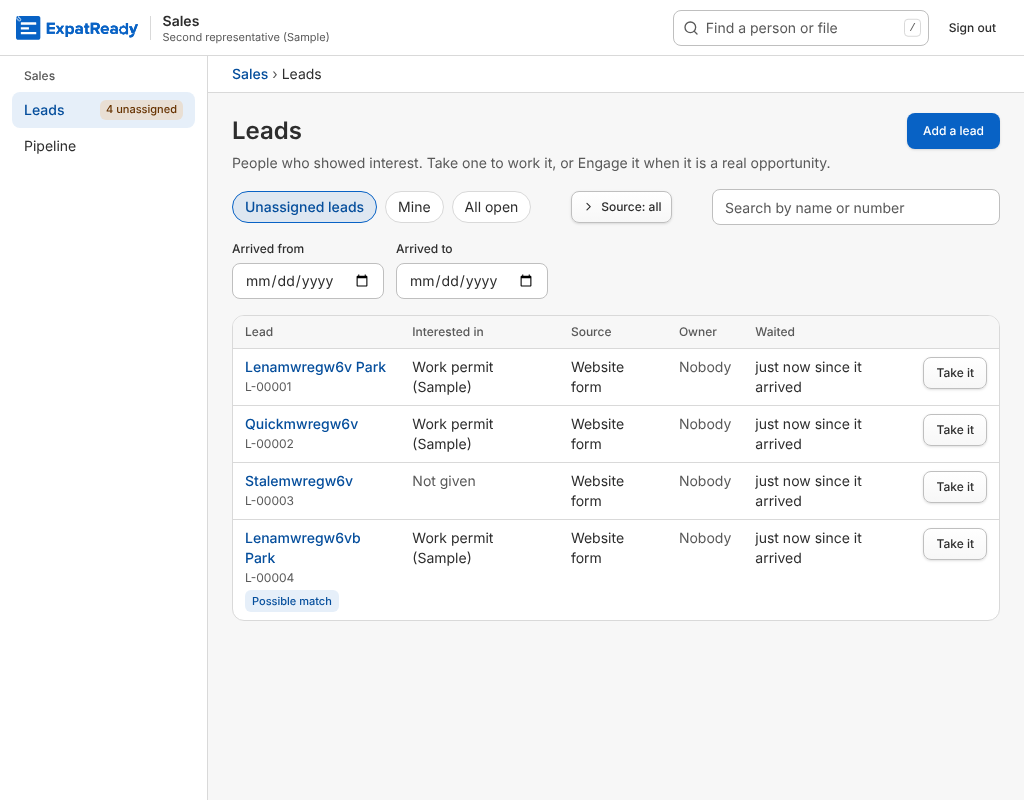 ExpatReady
Sales
Second representative (Sample)
Find a person or file
/
Sign out
Sales
Leads
4 unassigned
Pipeline
Sales › Leads
Leads
Add a lead
People who showed interest. Take one to work it, or Engage it when it is a real opportunity.
Unassigned leads
Mine
All open
Source: all
Search by name or number
Arrived from
Arrived to
mm/dd/yyyy
mm/dd/yyyy
Lead
Interested in
Source
Owner
Waited
Lenamwregw6v Park
L-00001
Work permit
(Sample)
Website
form
Nobody
just now since it
arrived
Take it
Quickmwregw6v
L-00002
Work permit
(Sample)
Website
form
Nobody
just now since it
arrived
Take it
Stalemwregw6v
L-00003
Not given
Website
form
Nobody
just now since it
arrived
Take it
Lenamwregw6vb
Park
L-00004
Possible match
Work permit
(Sample)
Website
form
Nobody
just now since it
arrived
Take it